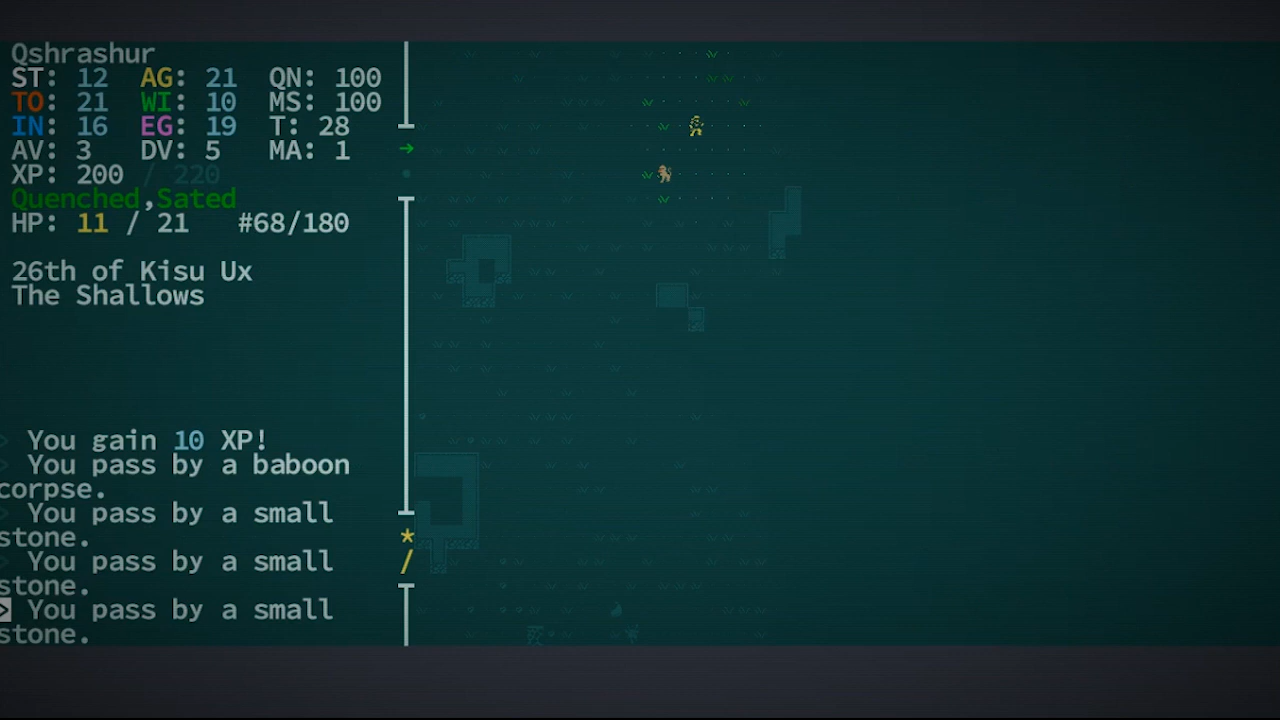 Qshrashur
ST: 12 AG: 21 QN: 100
TO: 21 WI: 10 MS: 100
IN: 16 EG: 19 T: 28
AV: 3 DV: 5 MA: 1
XP: 200 / 220
Quenched,Sated
HP: 11 / 21 #68/180
26th of Kisu Ux
The Shallows
You gain 10 XP!
You pass by a baboon
corpse.
You pass by a small
stone.
You pass by a small
stone.
> You pass by a small
stone.